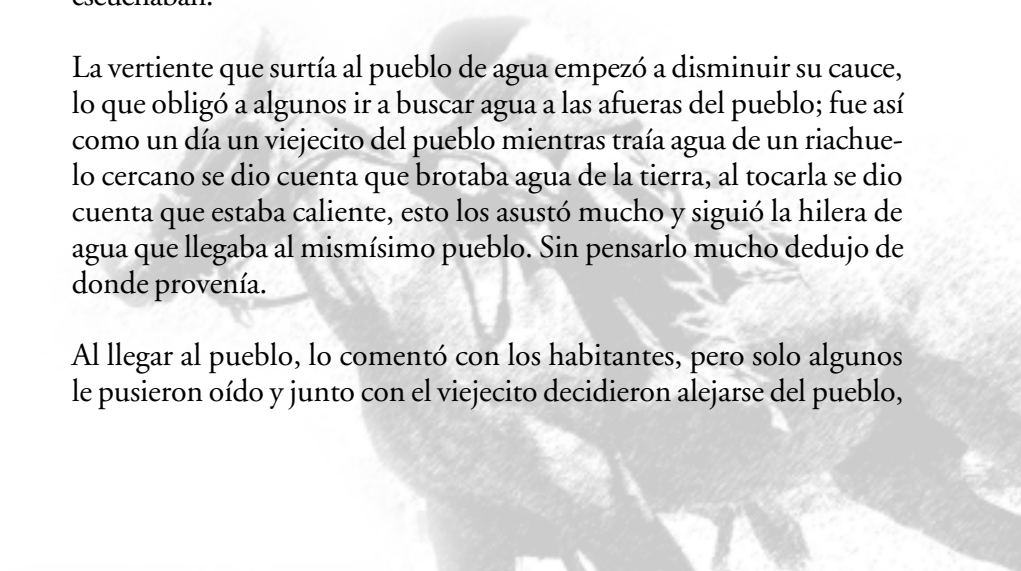 escuchaban.
La vertiente que surtía al pueblo de agua empezó a disminuir su cauce,
lo que obligó a algunos ir a buscar agua a las afueras del pueblo; fue así
como un día un viejecito del pueblo mientras traía agua de un riachue-
lo cercano se dio cuenta que brotaba agua de la tierra, al tocarla se dio
cuenta que estaba caliente, esto los asustó mucho y siguió la hilera de
agua que llegaba al mismísimo pueblo. Sin pensarlo mucho dedujo de
donde provenía.
Al llegar al pueblo, lo comentó con los habitantes, pero solo algunos
le pusieron oído y junto con el viejecito decidieron alejarse del pueblo,